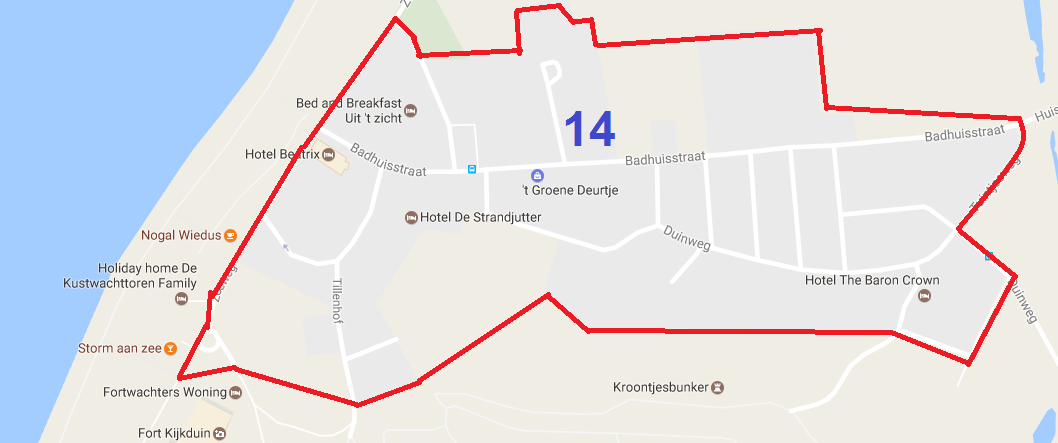 Z
Bed and Breakfast
Uit 't zicht
14
Huis
Badhuisstraat
Hotel Beatrix
Badhuisstraat
Badhuisstraat
't Groene Deurtje
Hotel De Strandjutter
Nogal Wiedus
Duinweg
Holiday home De
Kustwachttoren Family
Zeeweg
Tillenhof
Hotel The Baron Crown
Duinweg
Storm aan zee
Fortwachters Woning
Kroontjesbunker
Fort Kijkduin